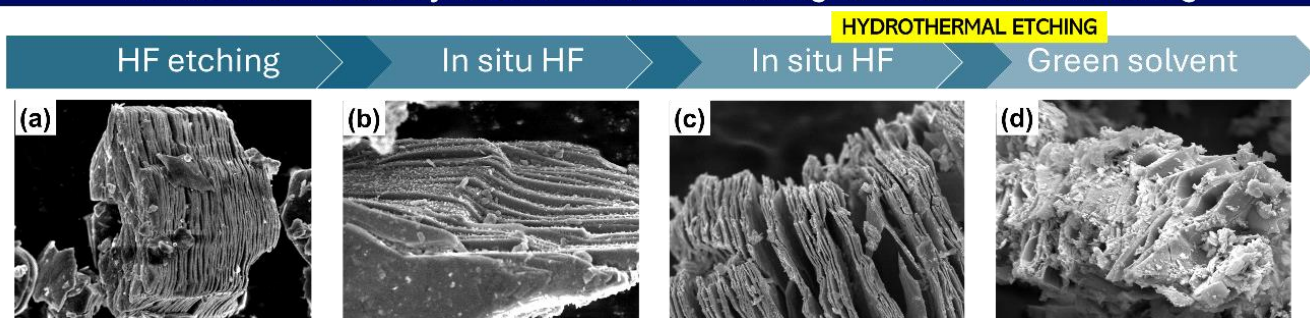 HYDROTHERMAL ETCHING
HF etching
In situ HF
In situ HF
Green solvent
(a)
(b)
(c)
(d)